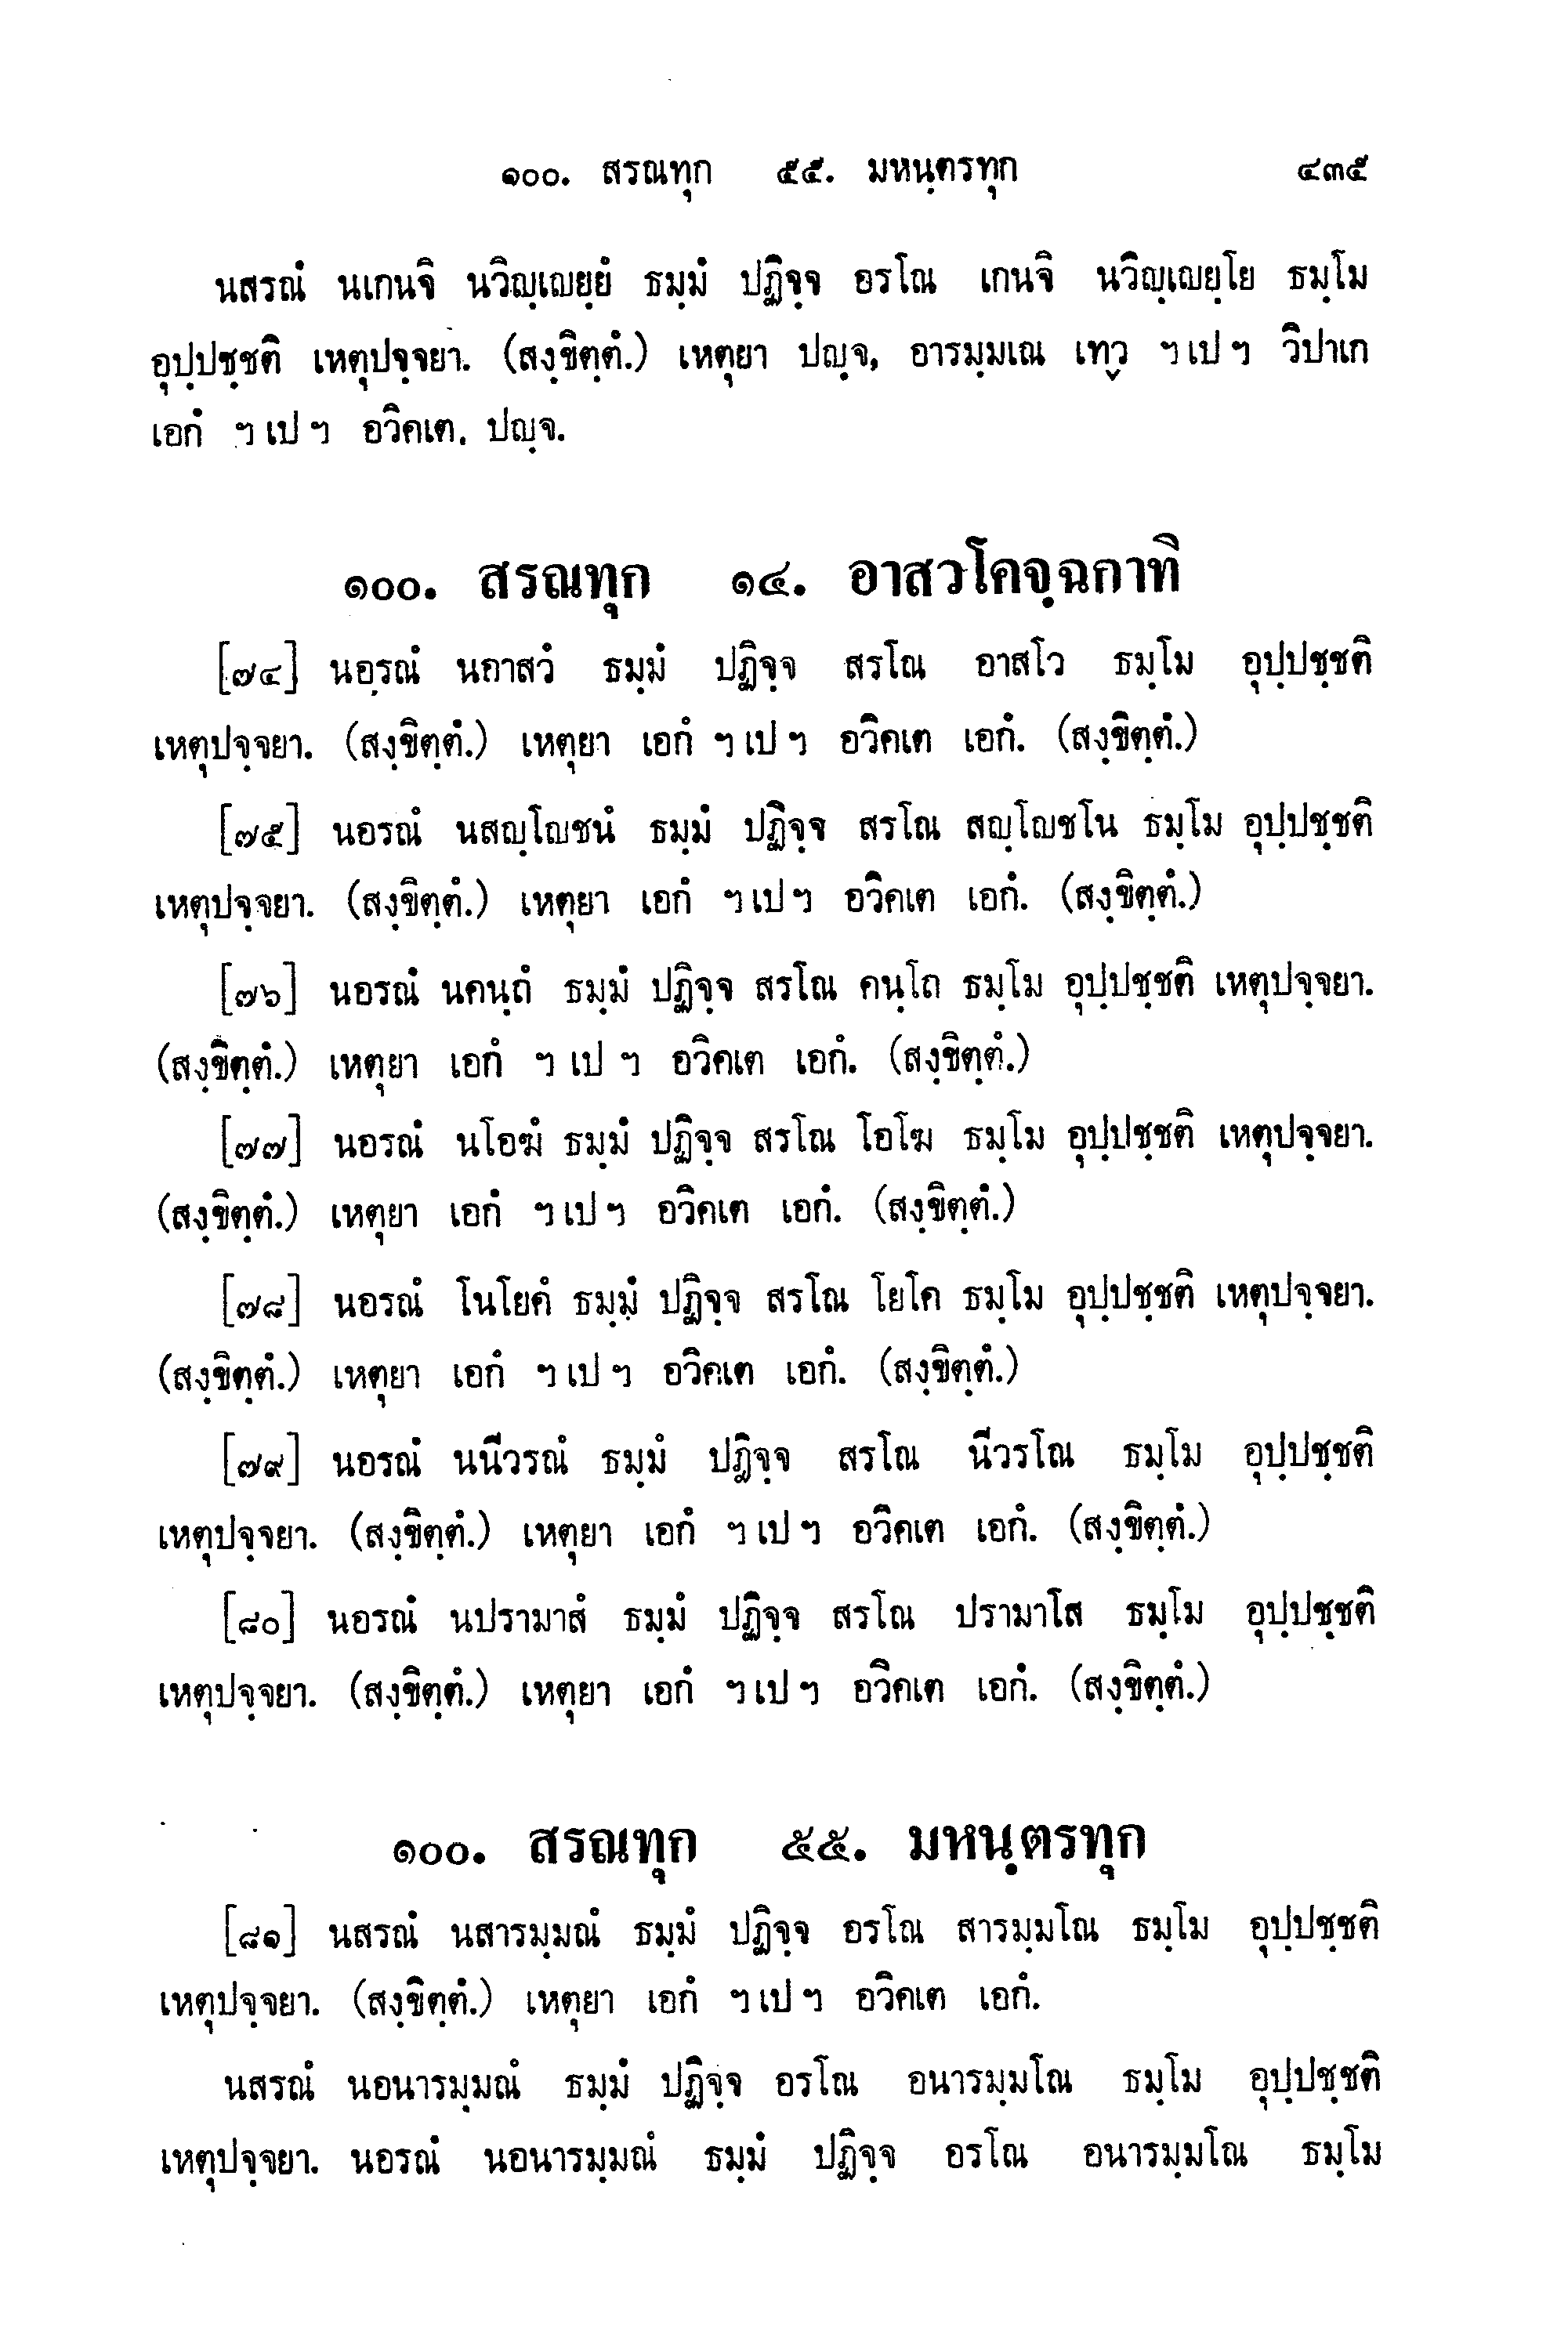 ๑๐๐. สรณทุก ๕๕. มหนฺตรทุก ๔๓๕
นสรณํ นเกนจิ นวิญฺเญยฺยํ ธมฺมํ ปฏิจฺจ อรโณ เกนจิ นวิญฺเญยฺโย ธมฺโม
อุปฺปชฺชติ เหตุปจฺจยา. (สงฺขิตฺตํ.) เหตุยา ปญฺจ, อารมฺมเณ เทฺว ฯ เป ฯ วิปาเก
เอกํ ฯ เป ฯ อวิคเต. ปญฺจ.
๑๐๐. สรณทุก ๑๔. อาสวโคจฺฉกาทิ
[๗๔] นอฺรณํ นอาสวํ ธมฺมํ ปฏิจฺจ สรโณ อาสโว ธมฺโม อุปฺปชฺชติ
เหตุปจฺจยา. (สงฺขิตฺตํ.) เหตุยา เอกํ ฯ เป ฯ อวิคเต เอกํ. (สงฺขิตฺตํ.)
[๗๕] นอรณํ นสญฺโญชนํ ธมฺมํ ปฏิจฺจ สรโณ สญฺโญชโน ธมฺโม อุปฺปชฺชติ
เหตุปจฺจยา. (สงฺขิตฺตํ.) เหตุยา เอกํ ฯ เป ฯ อวิคเต เอกํ. (สงฺขิตฺตํ.)
[๗๖] นอรณํ นคนฺถํ ธมฺมํ ปฏิจฺจ สรโณ คนฺโถ ธมฺโม อุปฺปชฺชติ เหตุปจฺจยา.
(สงฺขิตฺตํ.) เหตุยา เอกํ ฯ เป ฯ อวิคเต เอกํ. (สงฺขิตฺตํ.)
[๗๗] นอรณํ นโอฆํ ธมฺมํ ปฏิจฺจ สรโณ โอโฆ ธมฺโม อุปฺปชฺชติ เหตุปจฺจยา.
(สงฺขิตฺตํ.) เหตุยา เอกํ ฯ เป ฯ อวิคเต เอกํ. (สงฺขิตฺตํ.)
[๗๘] นอรณํ โนโยคํ ธมฺมํ ปฏิจฺจ สรโณ โยโค ธมฺโม อุปฺปชฺชติ เหตุปจฺจยา.
(สงฺขิตฺตํ.) เหตุยา เอกํ ฯ เป ฯ อวิคเต เอกํ. (สงฺขิตฺตํ.)
[๗๙] นอรณํ นนีวรณํ ธมฺมํ ปฏิจฺจ สรโณ นีวรโณ ธมฺโม อุปฺปชฺชติ
เหตุปจฺจยา. (สงฺขิตฺตํ.) เหตุยา เอกํ ฯ เป ฯ อวิคเต เอกํ. (สงฺขิตฺตํ.)
[๘๐] นอรณํ นปรามาสํ ธมฺมํ ปฏิจฺจ สรโณ ปรามาโส ธมฺโม อุปฺปชฺชติ
เหตุปจฺจยา. (สงฺขิตฺตํ.) เหตุยา เอกํ ฯ เป ฯ อวิคเต เอกํ. (สงฺขิตฺตํ.)
๑๐๐. สรณทุก ๕๕. มหนฺตรทุก
[๘๑] นสรณํ นสารมฺมณํ ธมฺมํ ปฏิจฺจ อรโณ สารมฺมโณ ธมฺโม อุปฺปชฺชติ
เหตุปจฺจยา. (สงฺขิตฺตํ.) เหตุยา เอกํ ฯ เป ฯ อวิคเต เอกํ.
นสรณํ นอนารมฺมณํ ธมฺมํ ปฏิจฺจ อรโณ อนารมฺมโณ ธมฺโม อุปฺปชฺชติ
เหตุปจฺจยา. นอรณํ นอนารมฺมณํ ธมฺมํ ปฏิจฺจ อรโณ อนารมฺมโณ ธมฺโม